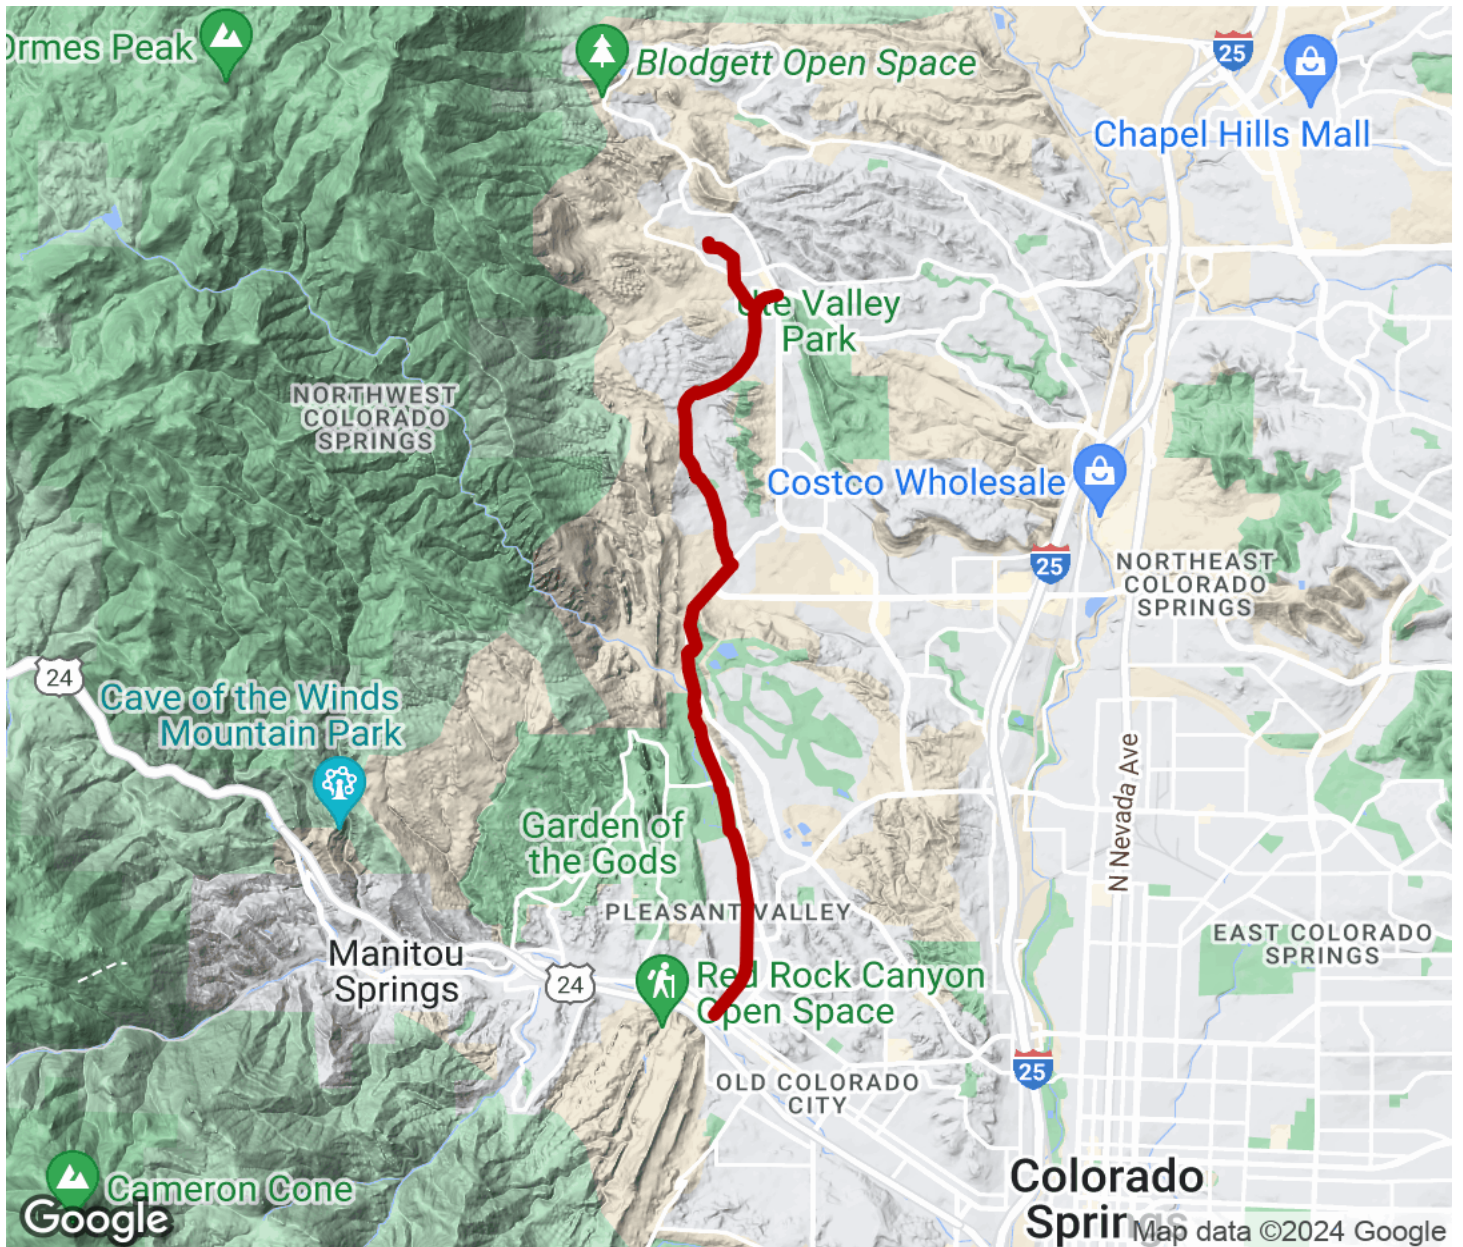 Ormes Peak
Blodgett Open Space
25
Chapel Hills Mall
Ute Valley
Park
NORTHWEST
COLORADO
SPRINGS
Costco Wholesale
25
NORTHEAST
COLORADO
SPRINGS
24
Cave of the Winds
Mountain Park
N Nevada Ave
Garden of
the Gods
PLEASANT VALLEY
EAST COLORADO
SPRINGS
Manitou
Springs
24
Red Rock Canyon
Open Space
25
OLD COLORADO
CITY
Colorado
Springs
Cameron Cone
Google
Map data ©2024 Google